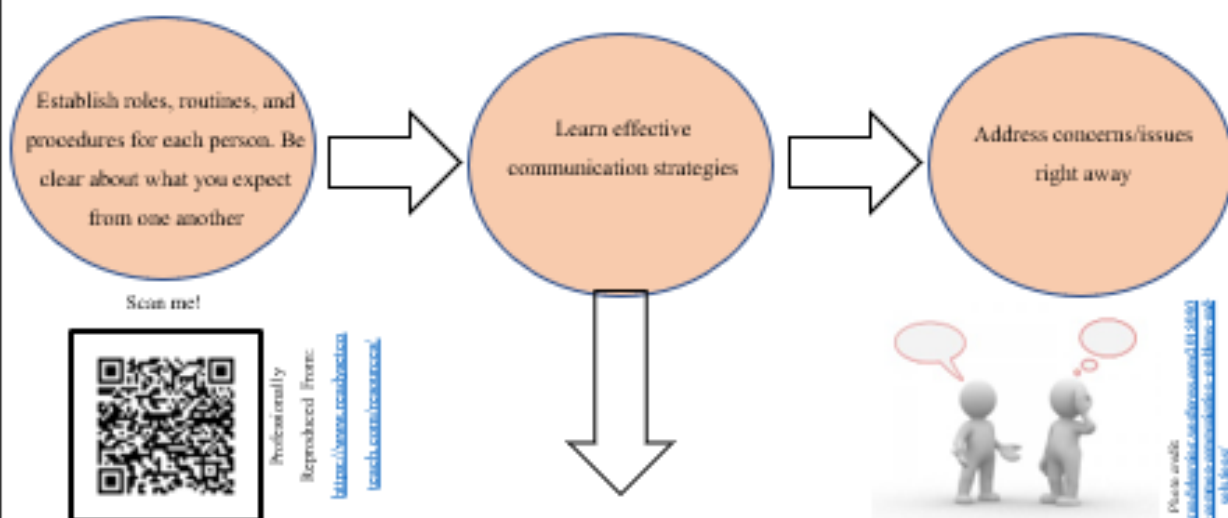 Establish roles, routines, and
procedures for each person. Be
clear about what you expect
from one another
Learn effective
communication strategies
Address concerns/issues
right away
Scan me!
Professionally
Reproduced From:
Photo credit